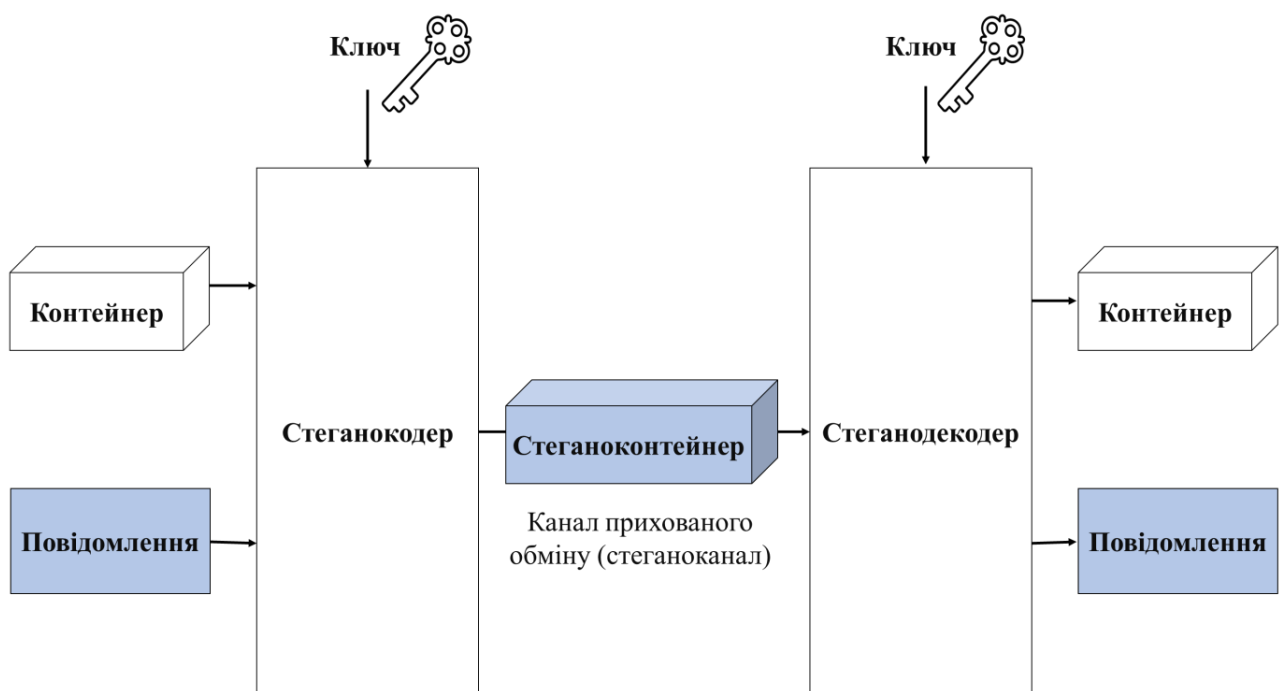 Ключ
Ключ
Контейнер
Контейнер
Стеганокодер
Стеганоконтейнер
Стеганодекодер
Повідомлення
Канал прихованого
обміну (стеганоканал)
Повідомлення